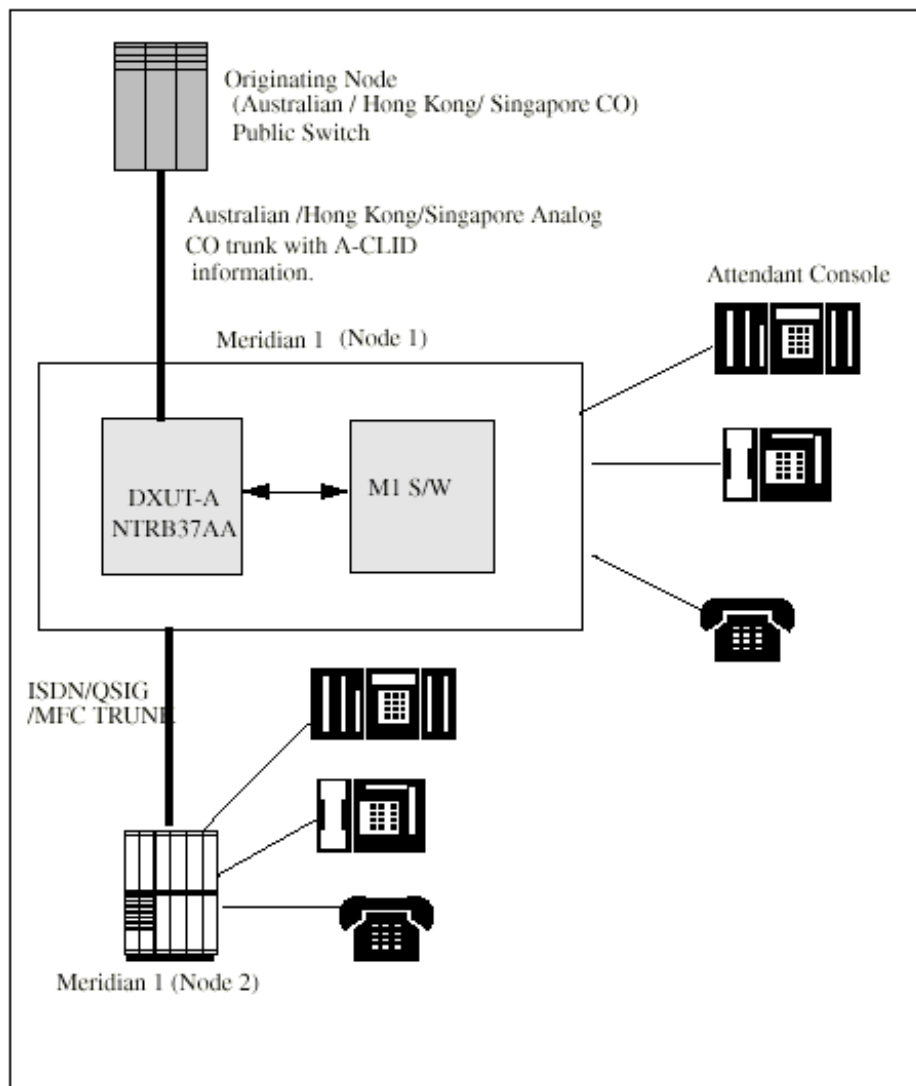 Originating Node
(Australian / Hong Kong/ Singapore CO)
Public Switch
Australian /Hong Kong/Singapore Analog
CO trunk with A-CLID
information.
Attendant Console
Meridian 1 (Node 1)
DXUT-A
NTRB37AA
M1 S/W
ISDN/QSIG
/MFC TRUNK
Meridian 1 (Node 2)